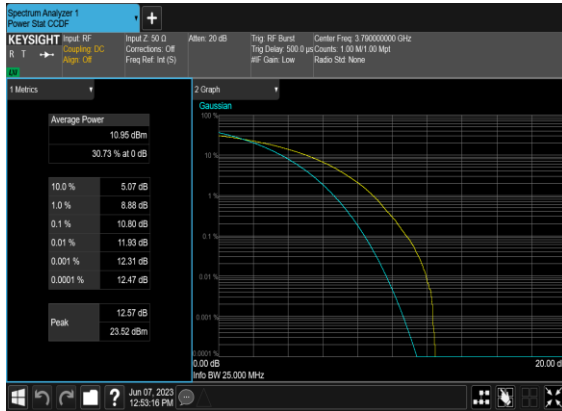 Spectrum Analyzer 1
Power Stat CCDF
KEYSIGHT
R T
LXI
Input: RF
Coupling: DC
Align: Off
Input Z: 50 Ω
Corrections: Off
Freq Ref: Int (S)
Atten: 20 dB
Trig: RF Burst
Trig Delay: 500.0 µs
#IF Gain: Low
Center Freq: 3.790000000 GHz
Counts: 1.00 M/1.00 Mpt
Radio Std: None
1 Metrics
Average Power
10.95 dBm
30.73 % at 0 dB
10.0 % 5.07 dB
1.0 % 8.88 dB
0.1 % 10.80 dB
0.01 % 11.93 dB
0.001 % 12.31 dB
0.0001 % 12.47 dB
Peak
12.57 dB
23.52 dBm
2 Graph
Gaussian
100 %
10 %
1 %
0.1 %
0.01 %
0.001 %
0.0001 %
0.00 dB
20.00 d
Info BW 25.000 MHz
?
Jun 07, 2023
12:53:16 PM